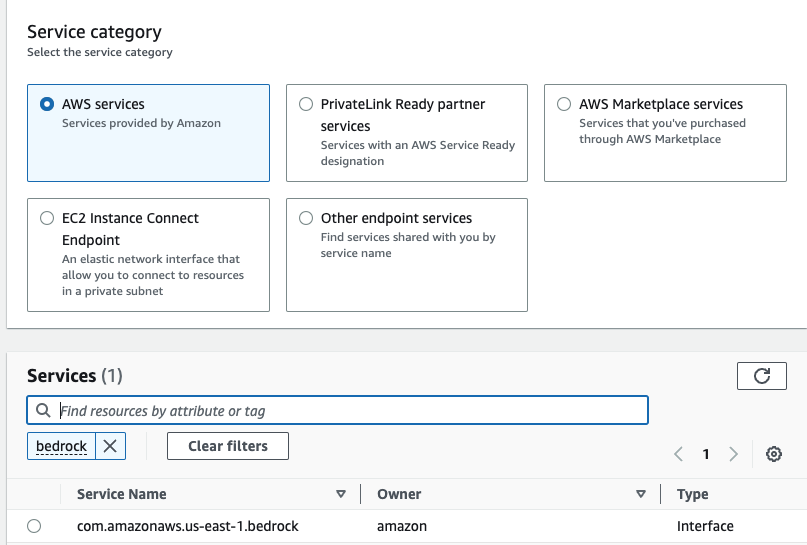 Service category
Select the service category
AWS services
Services provided by Amazon
PrivateLink Ready partner
services
Services with an AWS Service Ready
designation
AWS Marketplace services
Services that you've purchased
through AWS Marketplace
EC2 Instance Connect
Endpoint
An elastic network interface that
allow you to connect to resources
in a private subnet
Other endpoint services
Find services shared with you by
service name
Services (1)
Find resources by attribute or tag
bedrock
Clear filters
1
Service Name
Owner
Type
com.amazonaws.us-east-1.bedrock
amazon
Interface